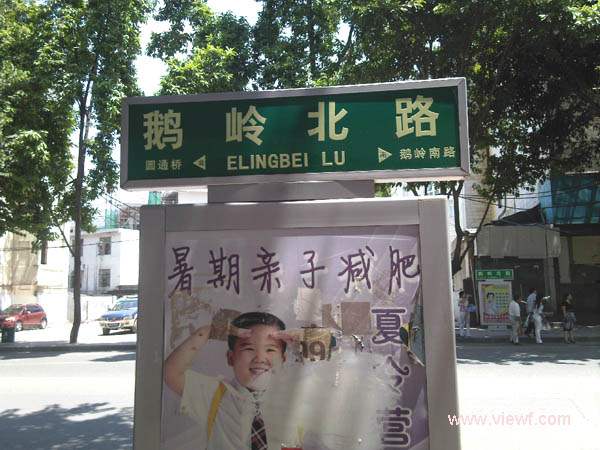 鹅岭北路
圆通桥 ELINGBEI LU 鹅岭南路
暑期亲子减肥
夏令营
www.viewf.com